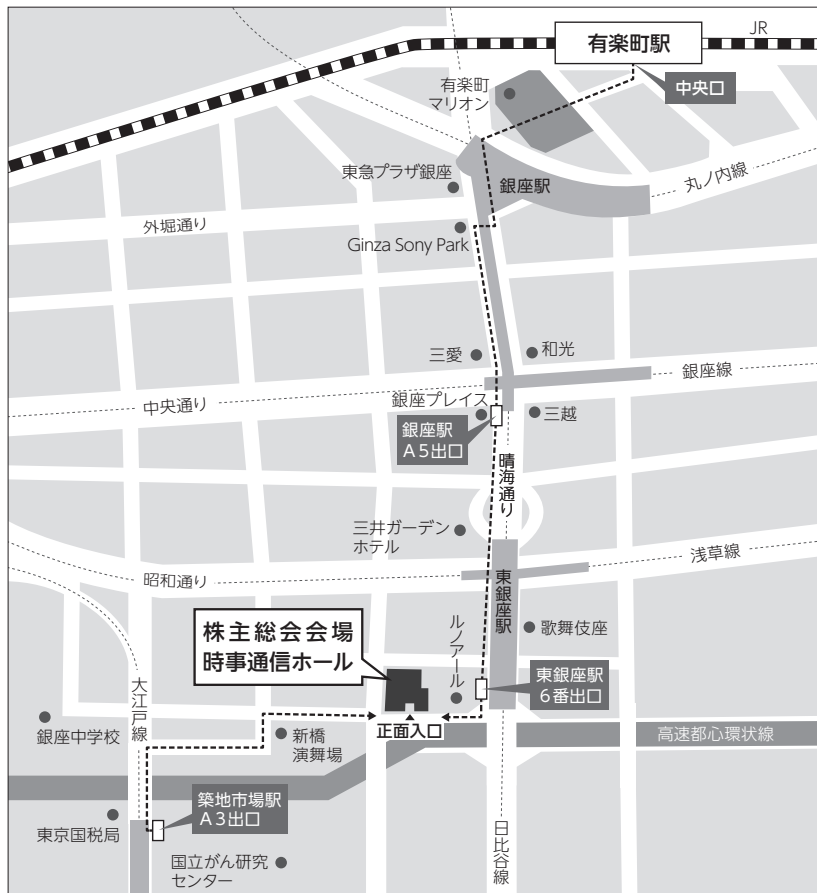 JR
有楽町駅
中央口
有楽町
マリオン
東急プラザ銀座
銀座駅
丸ノ内線
外堀通り
Ginza Sony Park
三愛
和光
銀座線
中央通り
銀座プレイス
三越
銀座駅
A5出口
晴海通り
三井ガーデン
ホテル
浅草線
昭和通り
東銀座駅
株主総会会場
時事通信ホール
ルノアール
歌舞伎座
東銀座駅
6番出口
大江戸線
銀座中学校
新橋
演舞場
正面入口
高速都心環状線
築地市場駅
A3出口
東京国税局
日比谷線
国立がん研究
センター